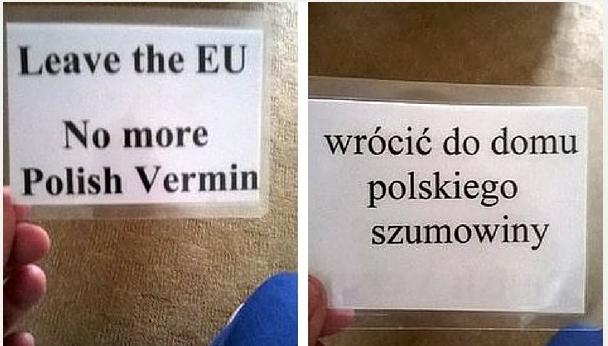 Leave the EU
No more
Polish Vermin
wrócić do domu
polskiego
szumowiny